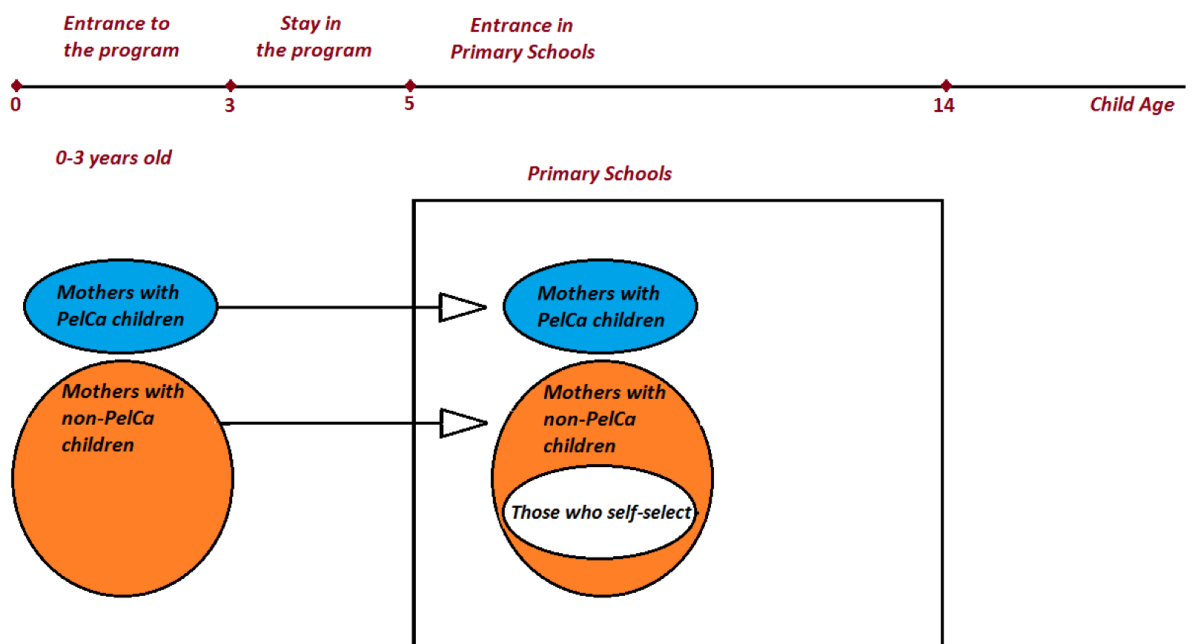 Entrance to
the program
Stay in
the program
Entrance in
Primary Schools
0
3
5
14
Child Age
0-3 years old
Primary Schools
Mothers with
PelCa children
Mothers with
PelCa children
Mothers with
non-PelCa
children
Mothers with
non-PelCa
children
Those who self-select